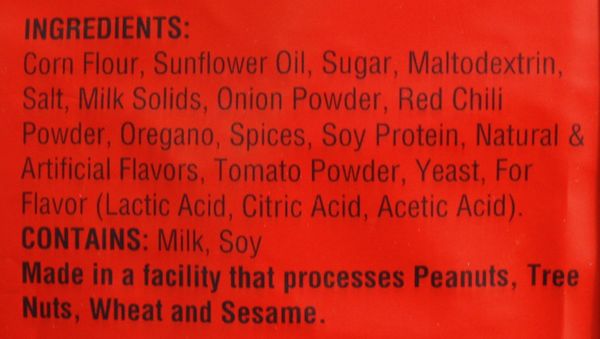 INGREDIENTS:
Corn Flour, Sunflower Oil, Sugar, Maltodextrin,
Salt, Milk Solids, Onion Powder, Red Chili
Powder, Oregano, Spices, Soy Protein, Natural &
Artificial Flavors, Tomato Powder, Yeast, For
Flavor (Lactic Acid, Citric Acid, Acetic Acid).
CONTAINS: Milk, Soy
Made in a facility that processes Peanuts, Tree
Nuts, Wheat and Sesame.